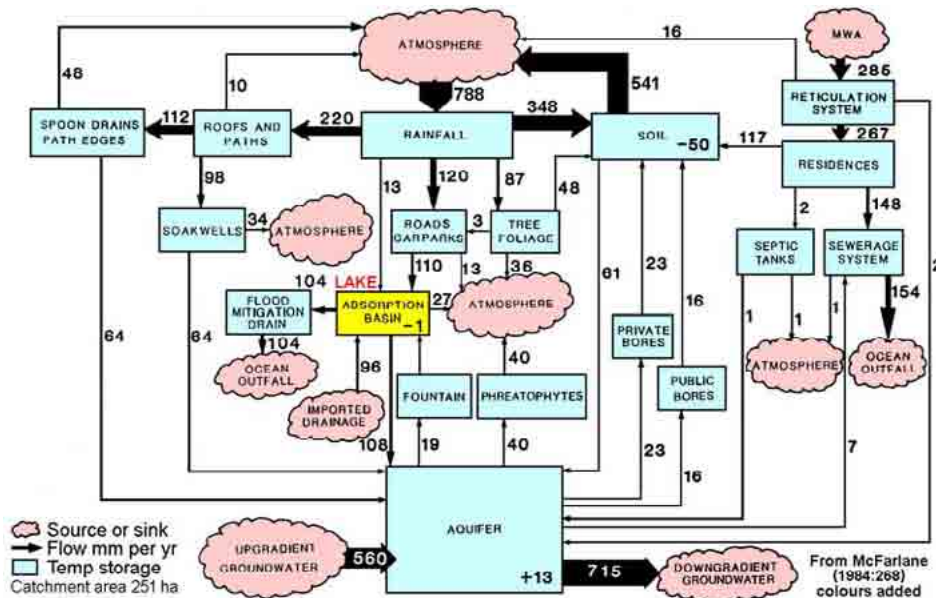 ATMOSPHERE
16
MWA
48
10
788
348
541
285
RETICULATION
SYSTEM
SPOON DRAINS
PATH EDGES
112
ROOFS AND
PATHS
220
RAINFALL
SOIL
-50
117
267
RESIDENCES
98
13
120
87
48
2
148
SOAKWELLS
34
ATMOSPHERE
ROADS
CARPARKS
3
TREE
FOLIAGE
SEPTIC
TANKS
SEWERAGE
SYSTEM
2
110
13
36
61
23
16
104
LAKE
FLOOD
MITIGATION
DRAIN
ADSORPTION
BASIN
-1
27
ATMOSPHERE
1
1
1
154
64
64
104
OCEAN
OUTFALL
96
40
PRIVATE
BORES
PUBLIC
BORES
ATMOSPHERE
OCEAN
OUTFALL
IMPORTED
DRAINAGE
FOUNTAIN
PHREATOPHYTES
108
19
40
23
16
7
AQUIFER
+13
UPGRADIENT
GROUNDWATER
560
715
DOWNGRADIENT
GROUNDWATER
Source or sink
Flow mm per yr
Temp storage
Catchment area 251 ha
From McFarlane
(1984:268)
colours added